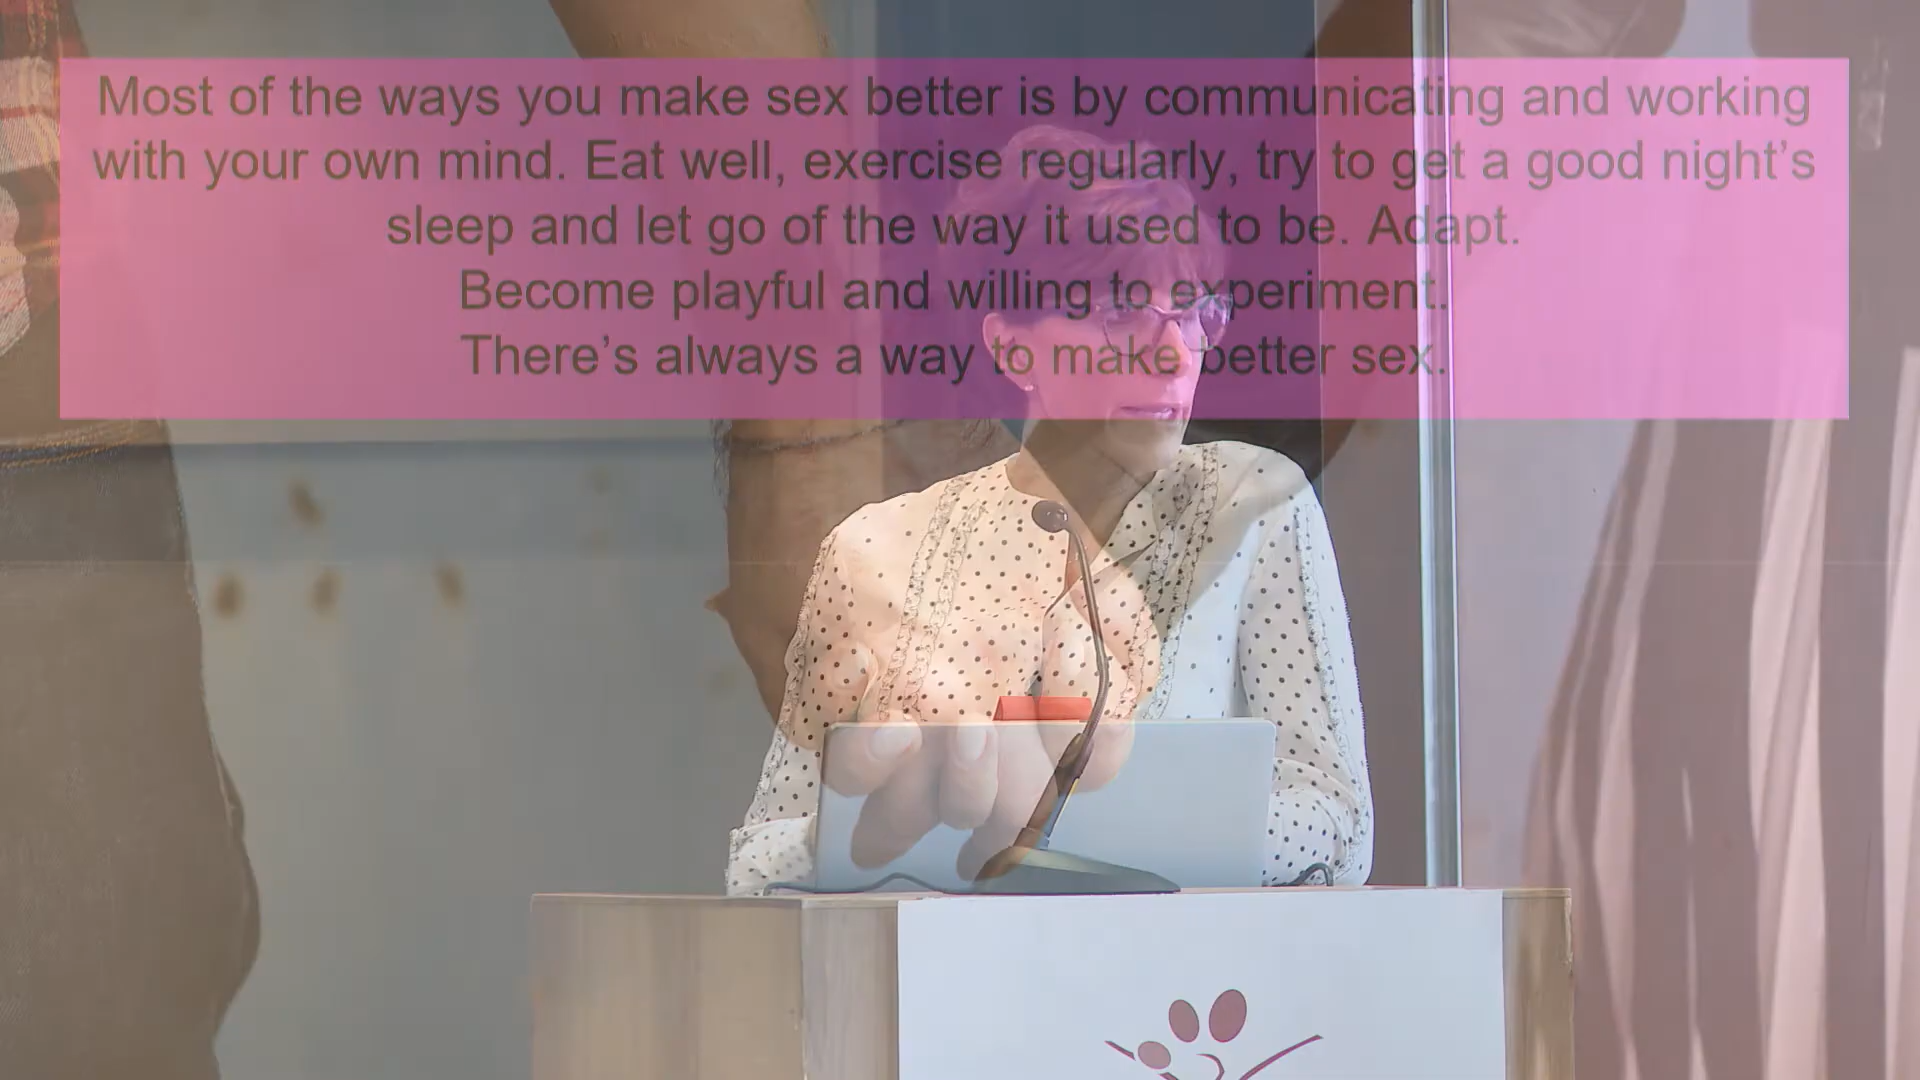 Most of the ways you make sex better is by communicating and working
with your own mind. Eat well, exercise regularly, try to get a good night’s
sleep and let go of the way it used to be. Adapt.
Become playful and willing to experiment.
There’s always a way to make better sex.